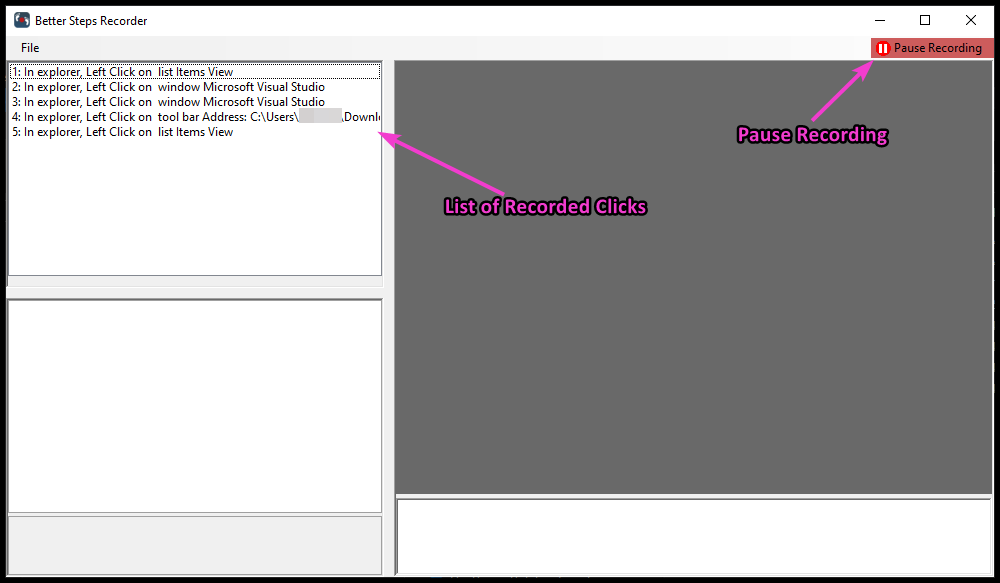 Better Steps Recorder
File
Pause Recording
1: In explorer, Left Click on  list Items View
2: In explorer, Left Click on  window Microsoft Visual Studio
3: In explorer, Left Click on  window Microsoft Visual Studio
4: In explorer, Left Click on  tool bar Address: C:\Users\ \Downl
5: In explorer, Left Click on  list Items View
Pause Recording
List of Recorded Clicks